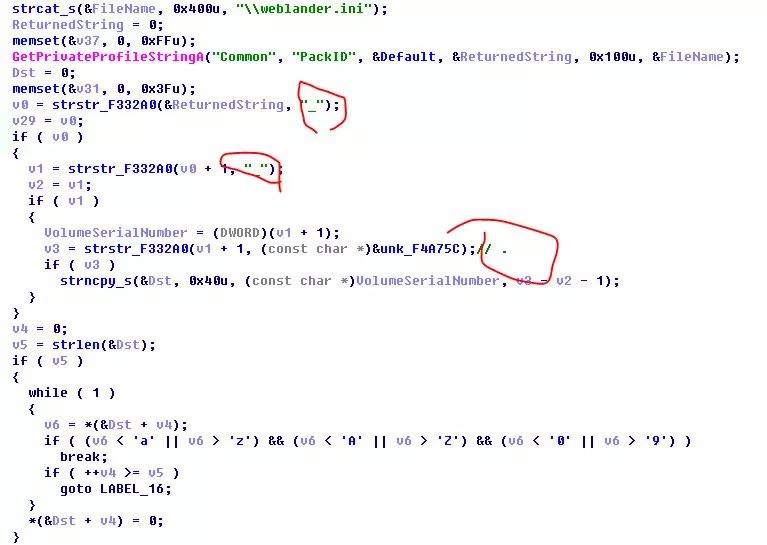 strcat_s(&FileName, 0x400u, "\\weblander.ini");
ReturnedString = 0;
memset(&v37, 0, 0xFFu);
GetPrivateProfileStringA("Common", "PackID", &Default, &ReturnedString, 0x100u, &FileName);
Dst = 0;
memset(&v31, 0, 0x3Fu);
v0 = strstr_F332A0(&ReturnedString, "_");
v29 = v0;
if ( v0 )
{
v1 = strstr_F332A0(v0 + 1, "_");
v2 = v1;
if ( v1 )
{
VolumeSerialNumber = (DWORD)(v1 + 1);
v3 = strstr_F332A0(v1 + 1, (const char *)&unk_F4A75C);// .
if ( v3 )
strncpy_s(&Dst, 0x40u, (const char *)VolumeSerialNumber, v3 - v2 - 1);
}
}
v4 = 0;
v5 = strlen(&Dst);
if ( v5 )
{
while ( 1 )
{
v6 = *(&Dst + v4);
if ( (v6 < 'a' || v6 > 'z') && (v6 < 'A' || v6 > 'Z') && (v6 < '0' || v6 > '9') )
break;
if ( ++v4 >= v5 )
goto LABEL_16;
}
*(&Dst + v4) = 0;
}